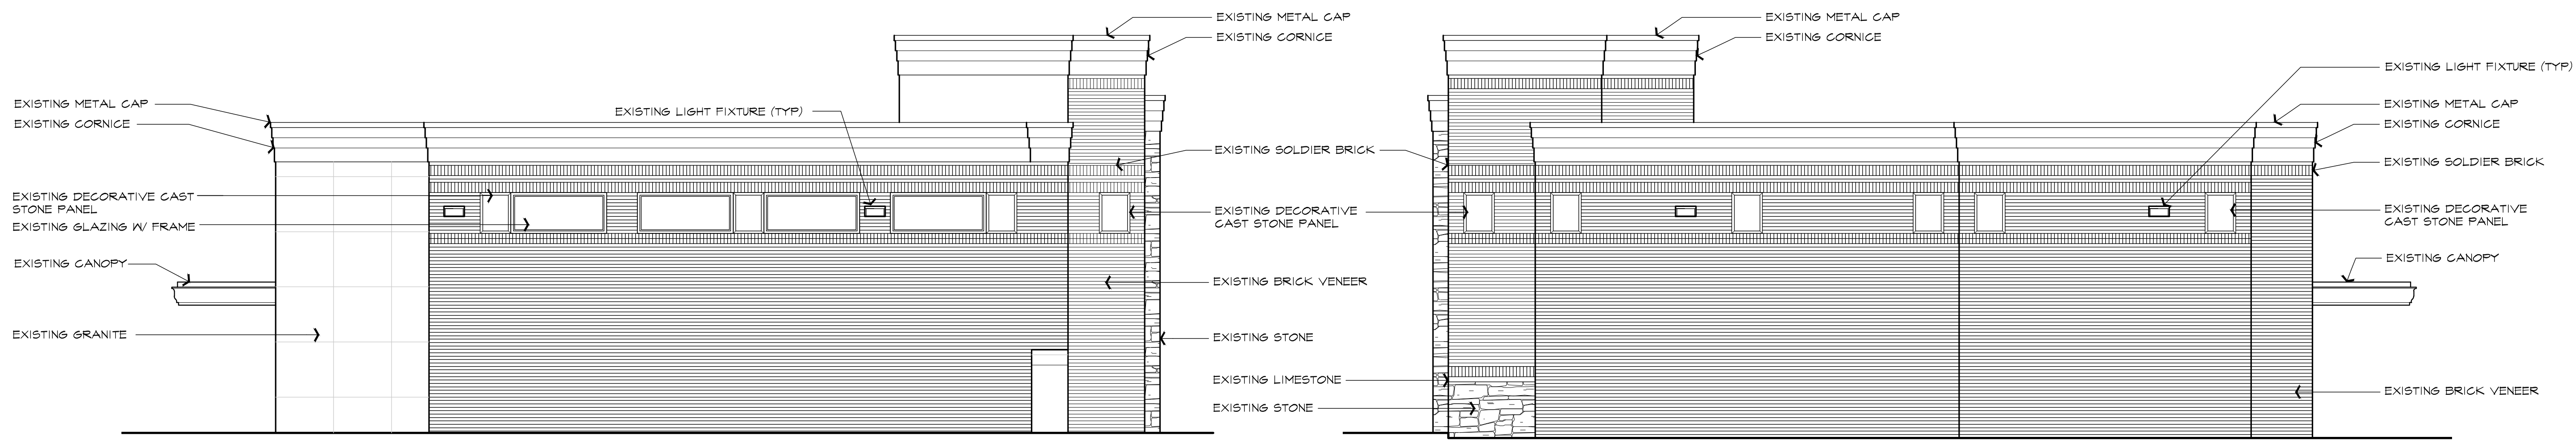 EXISTING METAL CAP
EXISTING CORNICE
EXISTING METAL CAP
EXISTING CORNICE
EXISTING LIGHT FIXTURE (TYP)
EXISTING DECORATIVE CAST
STONE PANEL
EXISTING GLAZING W/ FRAME
EXISTING CANOPY
EXISTING GRANITE
EXISTING SOLDIER BRICK
EXISTING DECORATIVE
CAST STONE PANEL
EXISTING BRICK VENEER
EXISTING STONE
EXISTING LIMESTONE
EXISTING STONE
EXISTING METAL CAP
EXISTING CORNICE
EXISTING LIGHT FIXTURE (TYP)
EXISTING METAL CAP
EXISTING CORNICE
EXISTING SOLDIER BRICK
EXISTING DECORATIVE
CAST STONE PANEL
EXISTING CANOPY
EXISTING BRICK VENEER